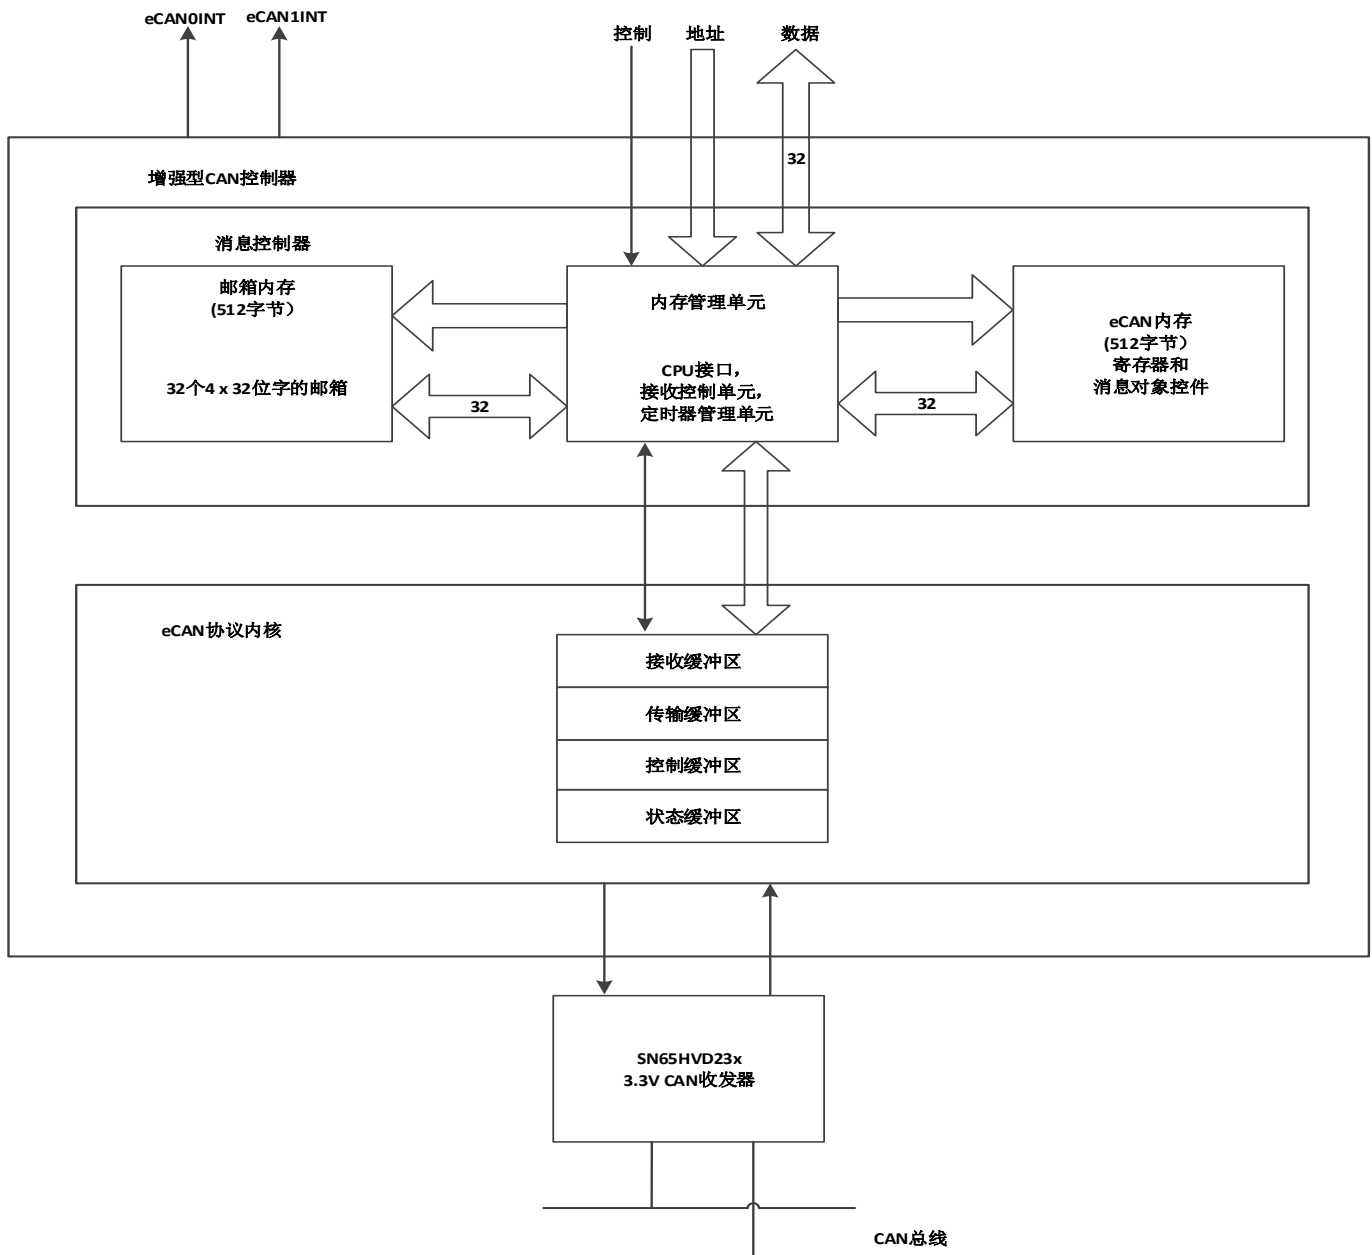 eCAN0INT
eCAN1INT
控制
地址
数据
32
增强型CAN控制器
消息控制器
邮箱内存
(512字节）
32个4 x 32位字的邮箱
32
内存管理单元
CPU接口，
接收控制单元，
定时器管理单元
32
eCAN内存
(512字节）
寄存器和
消息对象控件
eCAN协议内核
接收缓冲区
传输缓冲区
控制缓冲区
状态缓冲区
SN65HVD23x
3.3V CAN收发器
CAN总线